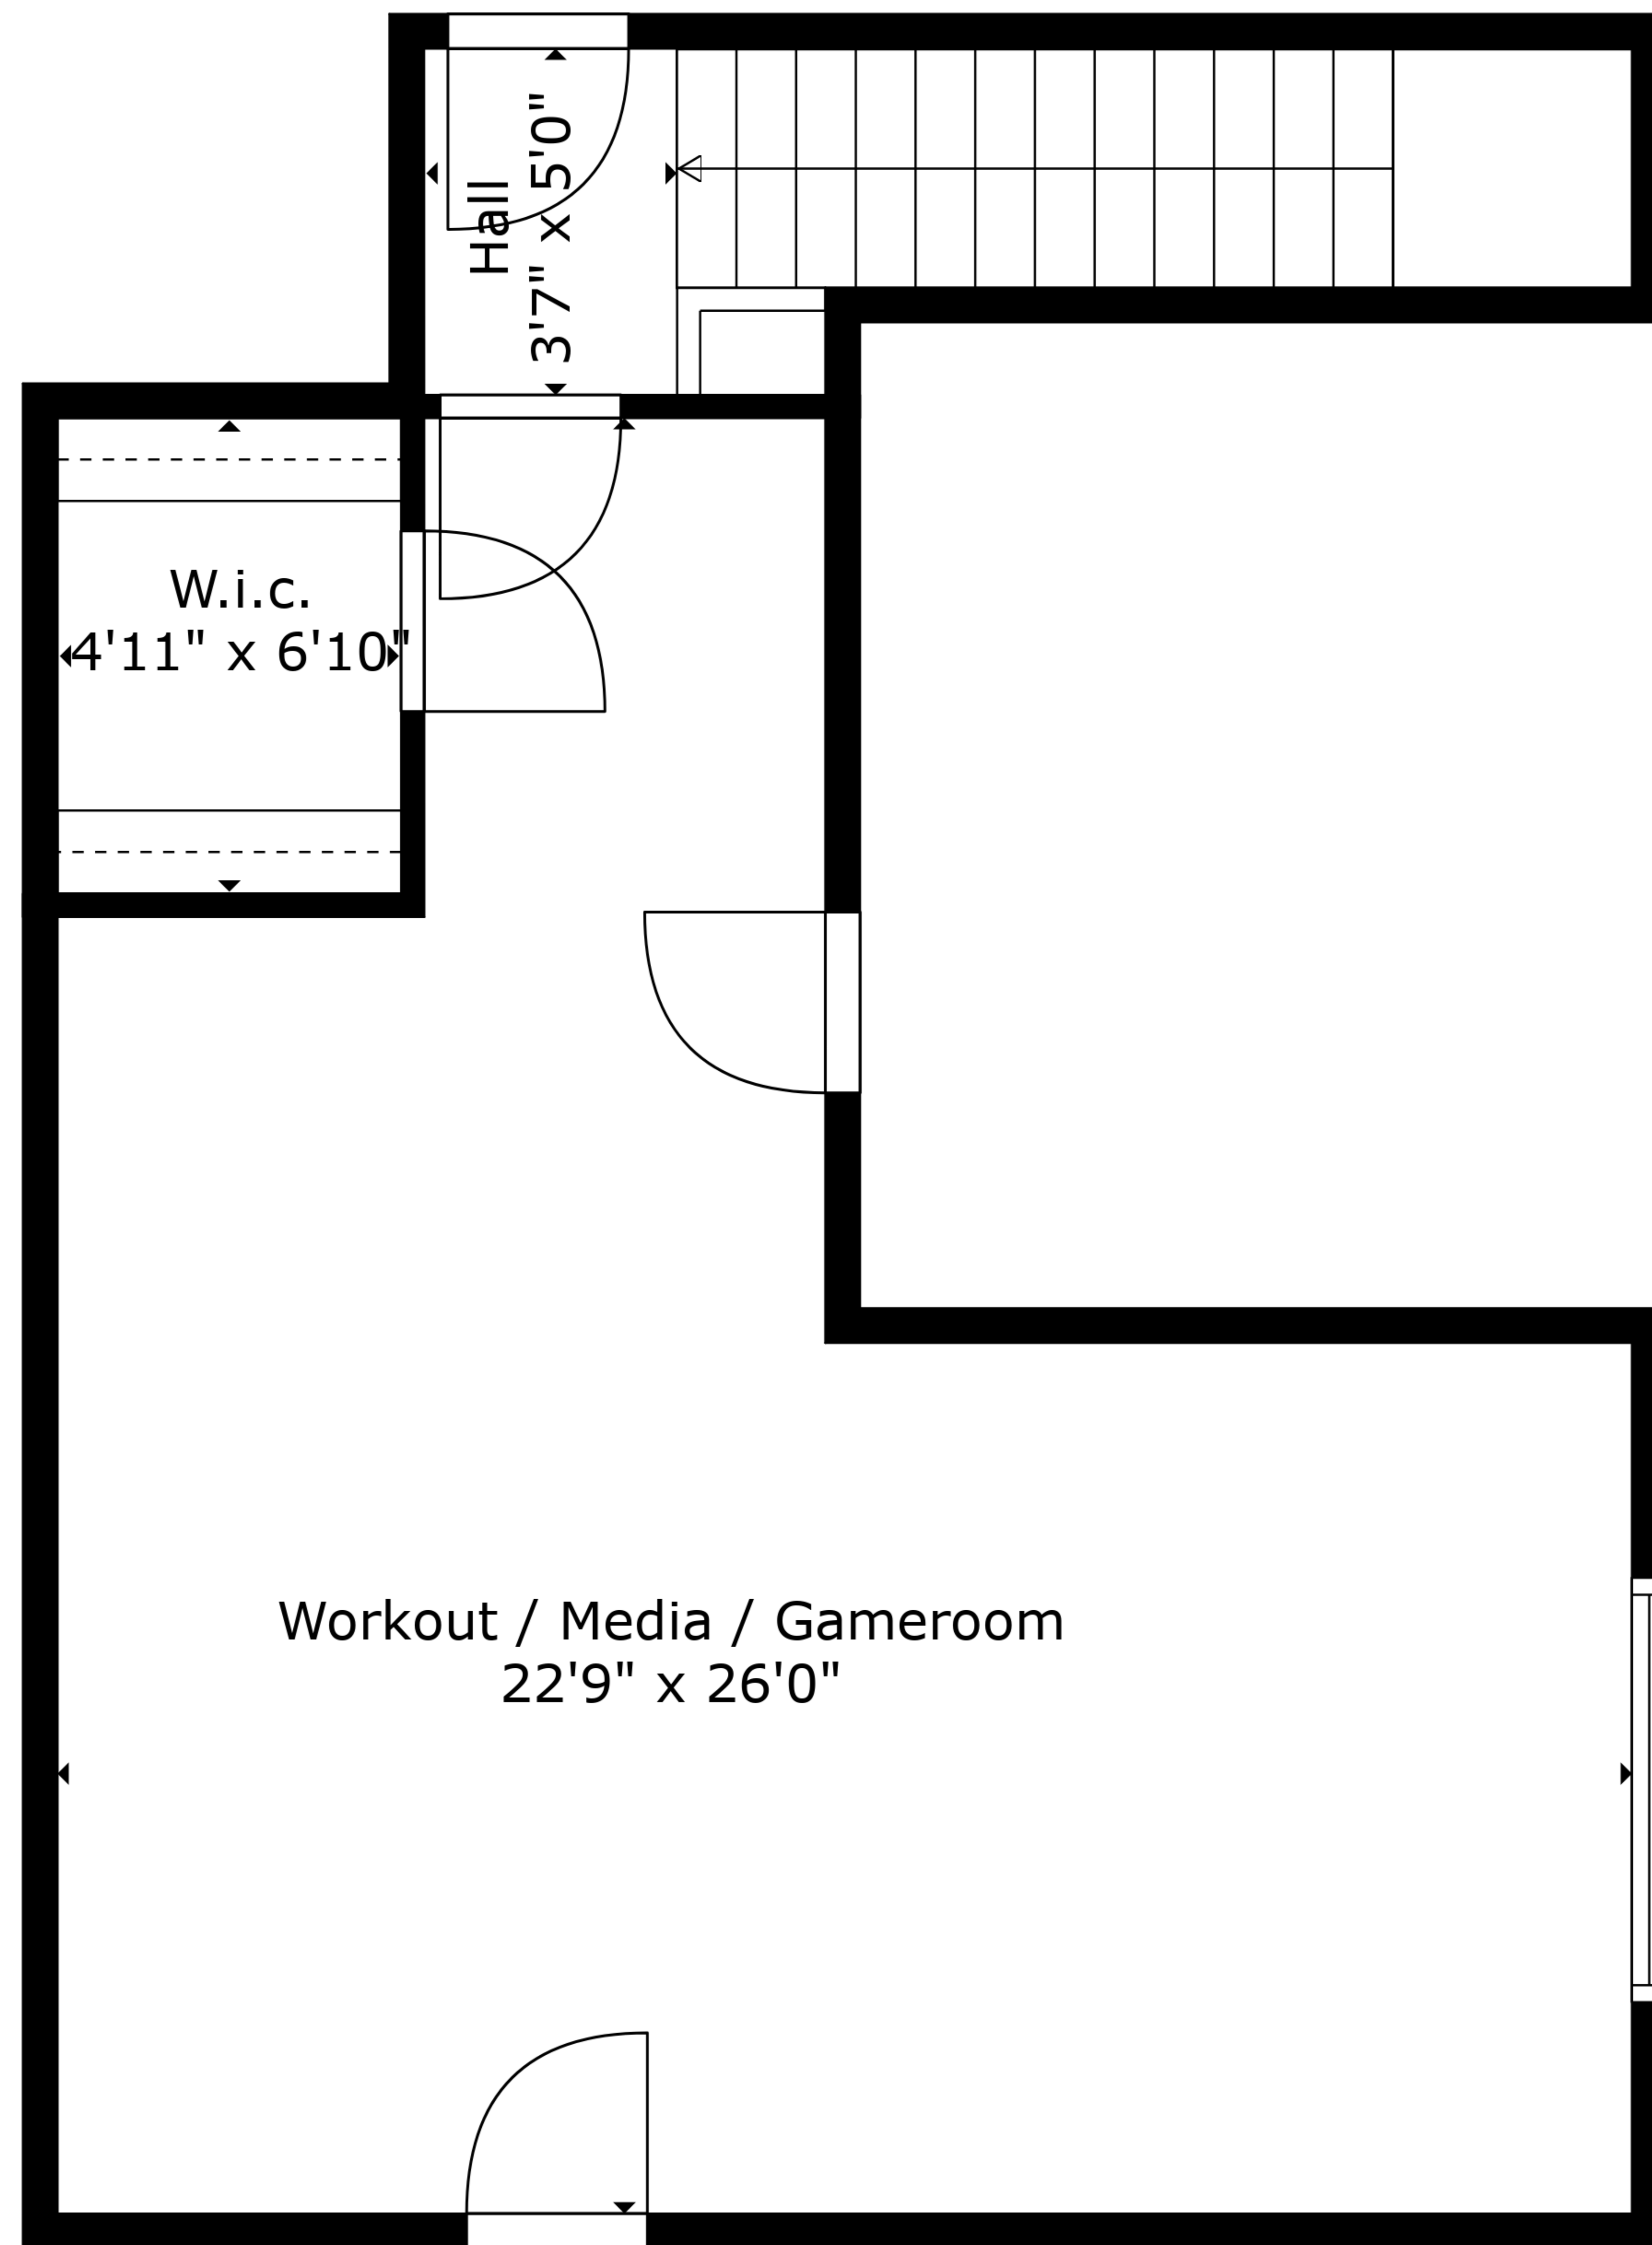 Hall
3'7" x 5'0"
W.i.c.
4'11" x 6'10"
Workout / Media / Gameroom
22'9" x 26'0"